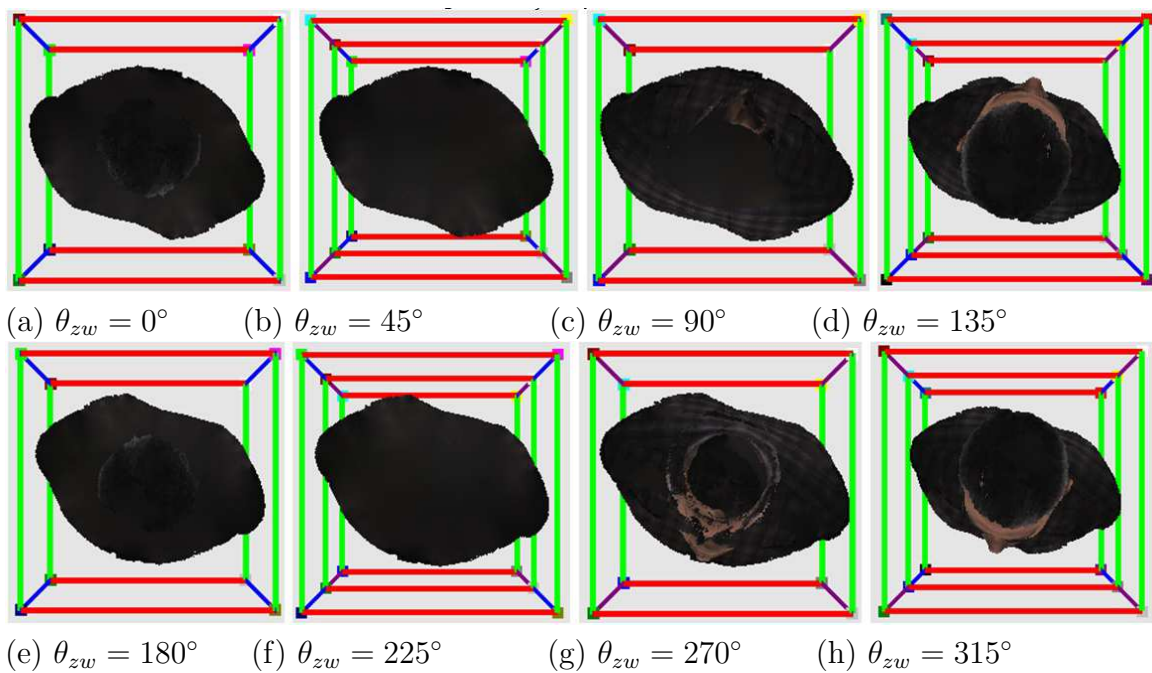 (a) θ_zw = 0° (b) θ_zw = 45° (c) θ_zw = 90° (d) θ_zw = 135°
(e) θ_zw = 180° (f) θ_zw = 225° (g) θ_zw = 270° (h) θ_zw = 315°